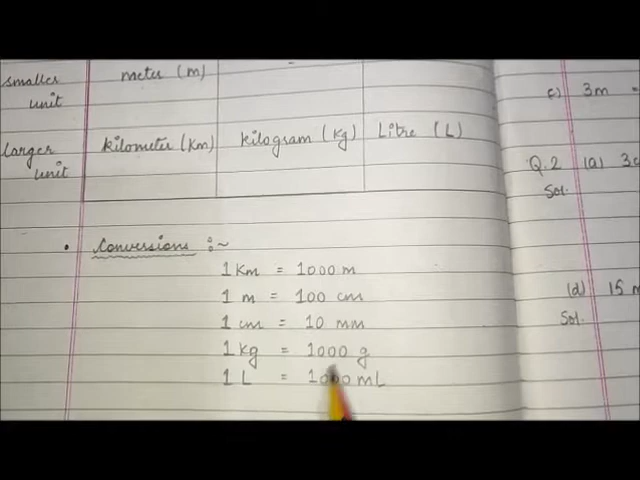 smaller unit
meter (m)
larger unit
kilometer (Km)
kilogram (Kg)
Litre (L)
• Conversions :~
1 Km = 1000 m
1 m = 100 cm
1 cm = 10 mm
1 kg = 1000 g
1 L = 1000 mL
c) 3m =
Q.2 (a)
Sol.
(d) 15
Sol.